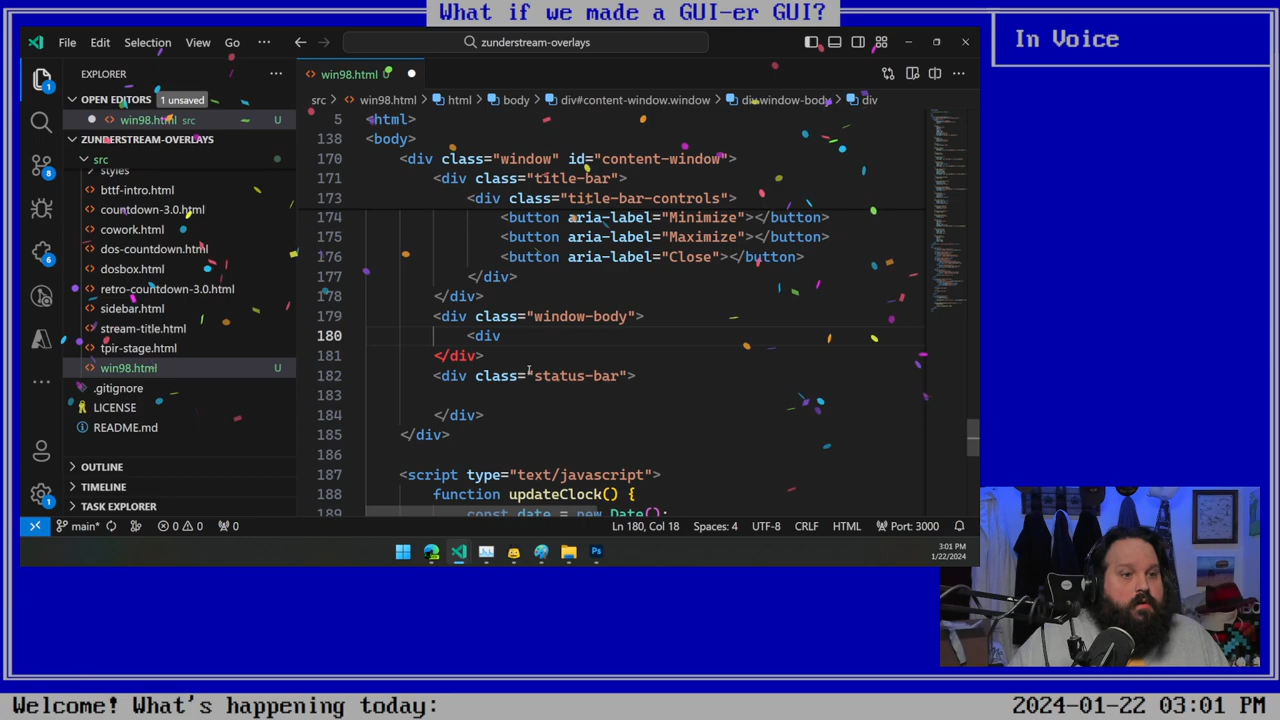 What if we made a GUI-er GUI?
In Voice
File Edit Selection View Go
zunderstream-overlays
EXPLORER
OPEN EDITORS 1 unsaved
win98.html src U
ZUNDERSTREAM-OVERLAYS
src
styles
bttf-intro.html
countdown-3.0.html
cowork.html
dos-countdown.html
dosbox.html
retro-countdown-3.0.html
sidebar.html
stream-title.html
tpir-stage.html
win98.html U
.gitignore
LICENSE
README.md
OUTLINE
TIMELINE
TASK EXPLORER
1
8
6
1
win98.html U
src > win98.html > html > body > div#content-window.window > div.window-body > div
5 <html>
138 <body>
170 <div class="window" id="content-window">
171 <div class="title-bar">
173 <div class="title-bar-controls">
174 <button aria-label="Minimize"></button>
175 <button aria-label="Maximize"></button>
176 <button aria-label="Close"></button>
177 </div>
178 </div>
179 <div class="window-body">
180 <div
181 </div>
182 <div class="status-bar">
183
184 </div>
185 </div>
186
187 <script type="text/javascript">
188 function updateClock() {
189 const date = new Date();
main* 0 0 0 Ln 180, Col 18 Spaces: 4 UTF-8 CRLF HTML Port: 3000
3:01 PM
1/22/2024
Welcome! What's happening today: 2024-01-22 03:01 PM